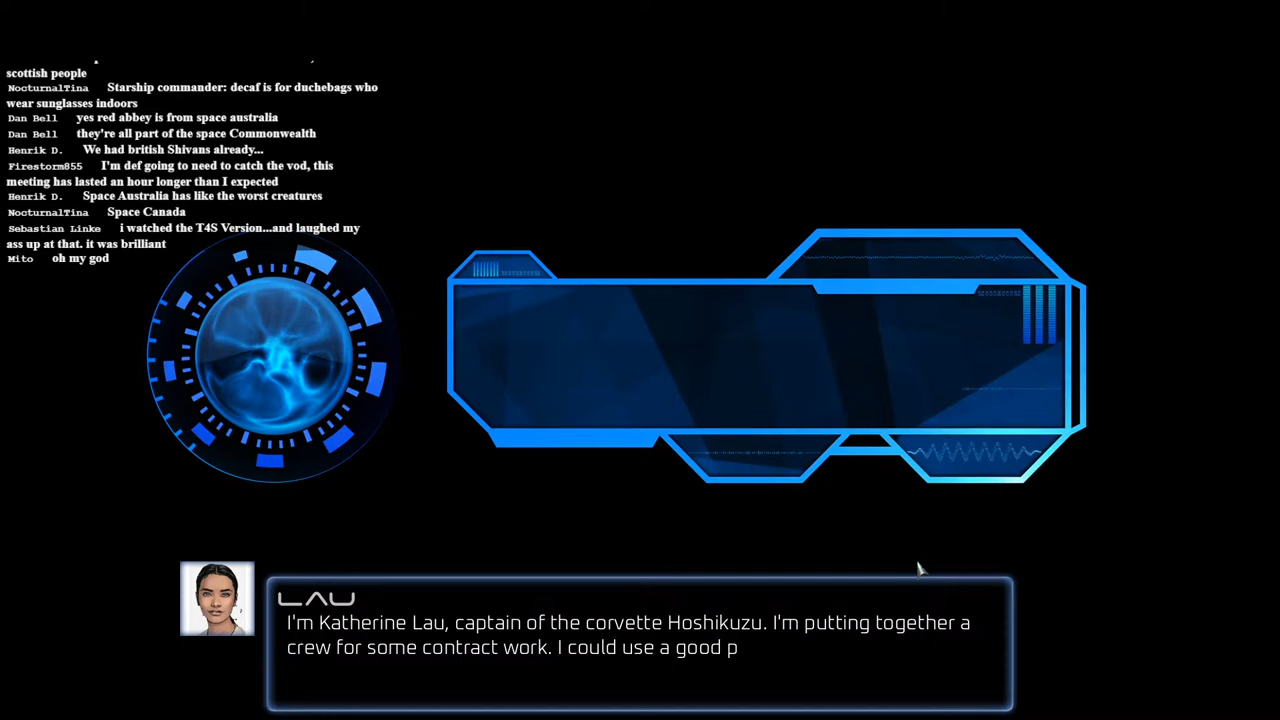 scottish people
NocturnalTina Starship commander: decaf is for duchebags who
wear sunglasses indoors
Dan Bell yes red abbey is from space australia
Dan Bell they're all part of the space Commonwealth
Henrik D. We had british Shivans already...
Firestorm855 I'm def going to need to catch the vod, this
meeting has lasted an hour longer than I expected
Henrik D. Space Australia has like the worst creatures
NocturnalTina Space Canada
Sebastian Linke i watched the T4S Version...and laughed my
ass up at that. it was brilliant
Mito oh my god
LAU
I'm Katherine Lau, captain of the corvette Hoshikuzu. I'm putting together a
crew for some contract work. I could use a good p